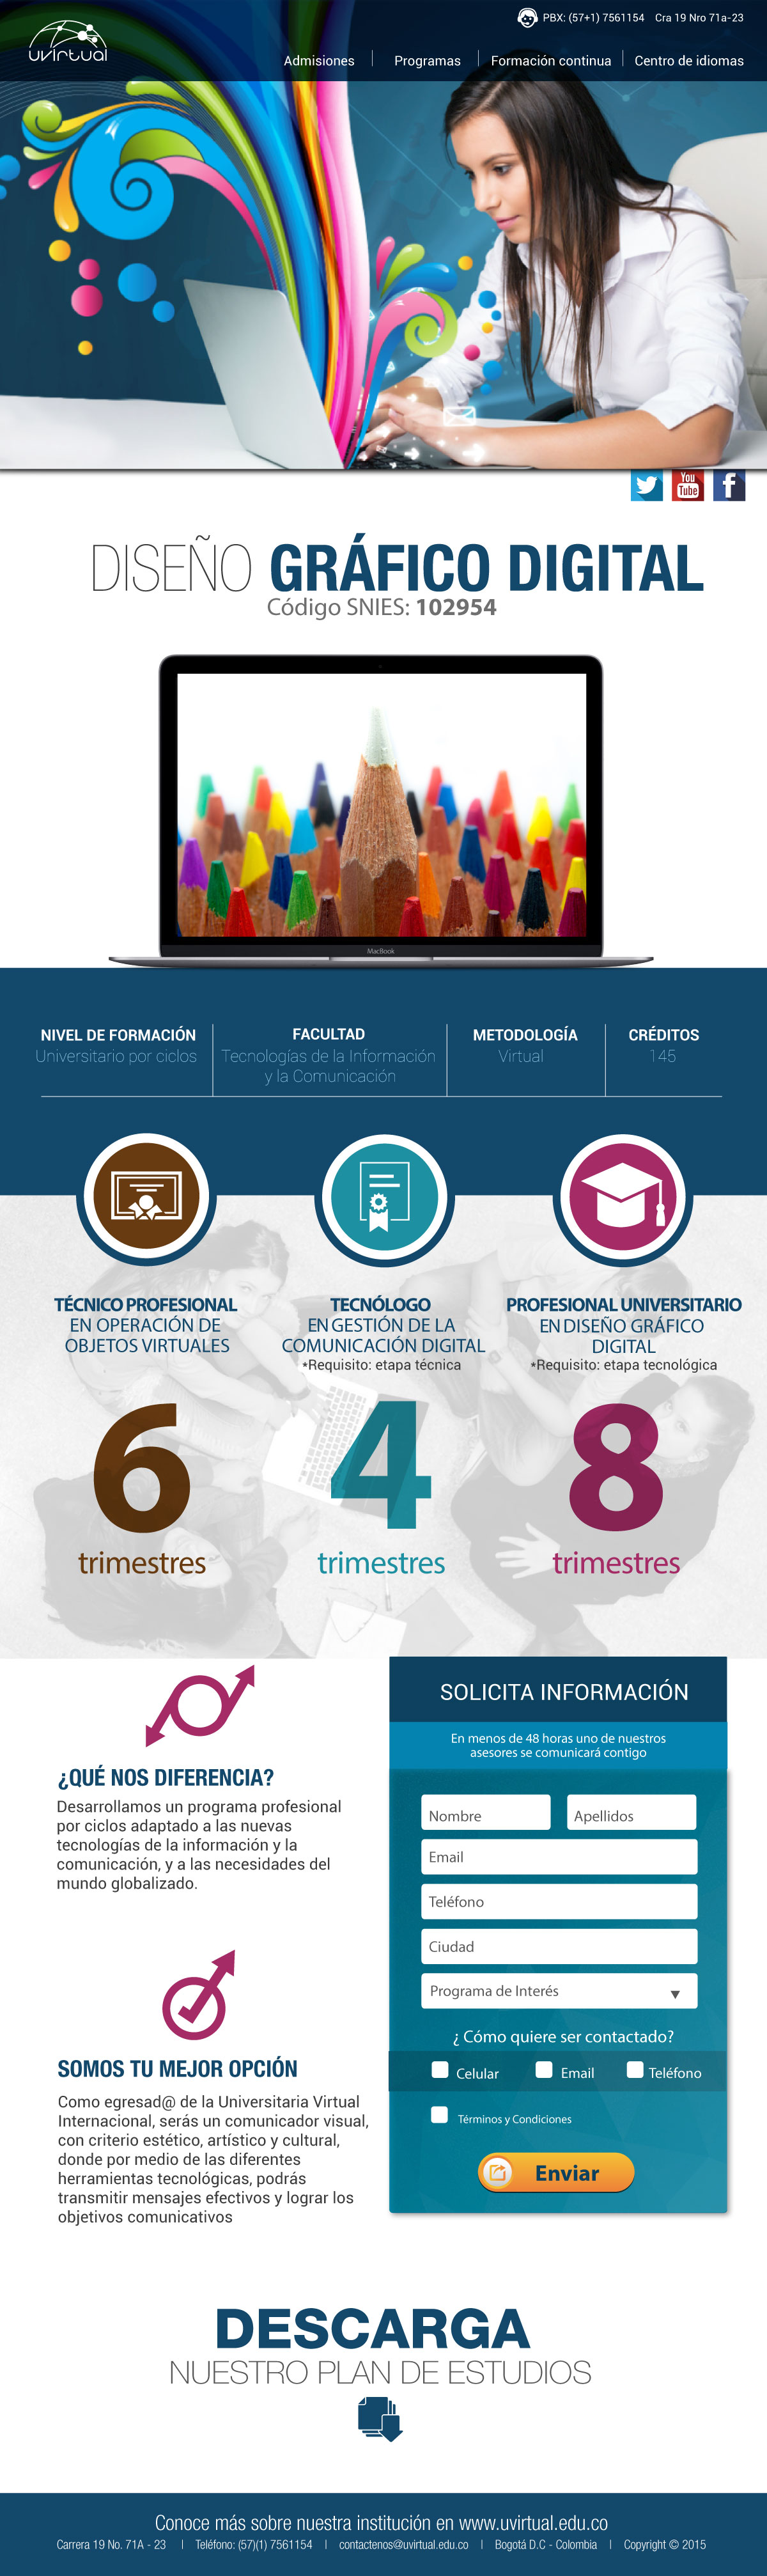 PBX: (57+1) 7561154 Cra 19 Nro 71a-23
uvirtual
Admisiones Programas Formación continua Centro de idiomas
You
Tube
DISEÑO GRÁFICO DIGITAL
Código SNIES: 102954
MacBook
NIVEL DE FORMACIÓN
Universitario por ciclos
FACULTAD
Tecnologías de la Información
y la Comunicación
METODOLOGÍA
Virtual
CRÉDITOS
145
TÉCNICO PROFESIONAL
EN OPERACIÓN DE
OBJETOS VIRTUALES
6
trimestres
TECNÓLOGO
EN GESTIÓN DE LA
COMUNICACIÓN DIGITAL
*Requisito: etapa técnica
4
trimestres
PROFESIONAL UNIVERSITARIO
EN DISEÑO GRÁFICO
DIGITAL
*Requisito: etapa tecnológica
8
trimestres
¿QUÉ NOS DIFERENCIA?
Desarrollamos un programa profesional
por ciclos adaptado a las nuevas
tecnologías de la información y la
comunicación, y a las necesidades del
mundo globalizado.
SOMOS TU MEJOR OPCIÓN
Como egresad@ de la Universitaria Virtual
Internacional, serás un comunicador visual,
con criterio estético, artístico y cultural,
donde por medio de las diferentes
herramientas tecnológicas, podrás
transmitir mensajes efectivos y lograr los
objetivos comunicativos
SOLICITA INFORMACIÓN
En menos de 48 horas uno de nuestros
asesores se comunicará contigo
Nombre Apellidos
Email
Teléfono
Ciudad
Programa de Interés
¿ Cómo quiere ser contactado?
Celular Email Teléfono
Términos y Condiciones
Enviar
DESCARGA
NUESTRO PLAN DE ESTUDIOS
Conoce más sobre nuestra institución en www.uvirtual.edu.co
Carrera 19 No. 71A - 23 | Teléfono: (57)(1) 7561154 | contactenos@uvirtual.edu.co | Bogotá D.C - Colombia | Copyright © 2015